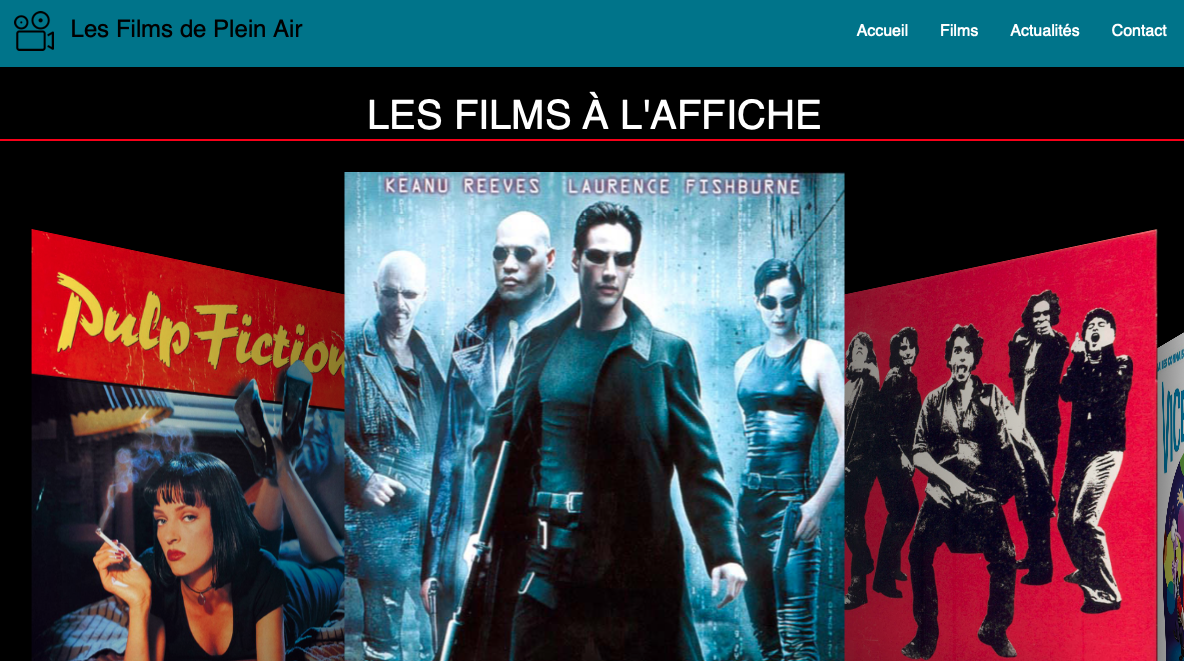 Les Films de Plein Air
Accueil
Films
Actualités
Contact
LES FILMS À L'AFFICHE
KEANU REEVES LAURENCE FISHBURNE
Pulp Fiction